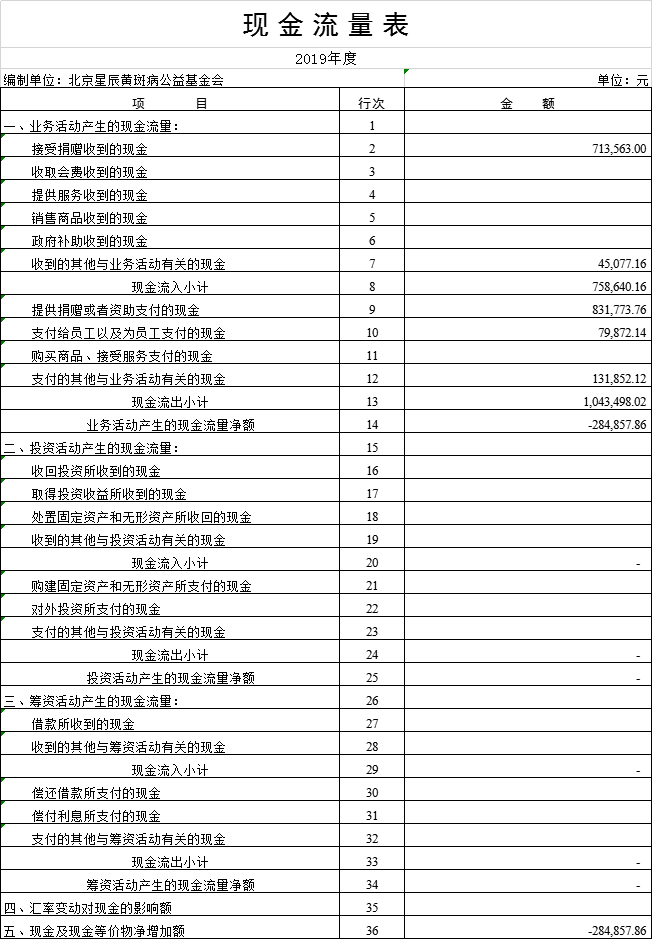 现金流量表
2019年度
编制单位：北京星辰黄斑病公益基金会 单位：元
项 目 行次 金 额
一、业务活动产生的现金流量： 1
接受捐赠收到的现金 2 713,563.00
收取会费收到的现金 3
提供服务收到的现金 4
销售商品收到的现金 5
政府补助收到的现金 6
收到的其他与业务活动有关的现金 7 45,077.16
现金流入小计 8 758,640.16
提供捐赠或者资助支付的现金 9 831,773.76
支付给员工以及为员工支付的现金 10 79,872.14
购买商品、接受服务支付的现金 11
支付的其他与业务活动有关的现金 12 131,852.12
现金流出小计 13 1,043,498.02
业务活动产生的现金流量净额 14 -284,857.86
二、投资活动产生的现金流量： 15
收回投资所收到的现金 16
取得投资收益所收到的现金 17
处置固定资产和无形资产所收回的现金 18
收到的其他与投资活动有关的现金 19
现金流入小计 20 -
购建固定资产和无形资产所支付的现金 21
对外投资所支付的现金 22
支付的其他与投资活动有关的现金 23
现金流出小计 24 -
投资活动产生的现金流量净额 25 -
三、筹资活动产生的现金流量： 26
借款所收到的现金 27
收到的其他与筹资活动有关的现金 28
现金流入小计 29 -
偿还借款所支付的现金 30
偿付利息所支付的现金 31
支付的其他与筹资活动有关的现金 32
现金流出小计 33 -
筹资活动产生的现金流量净额 34 -
四、汇率变动对现金的影响额 35
五、现金及现金等价物净增加额 36 -284,857.86